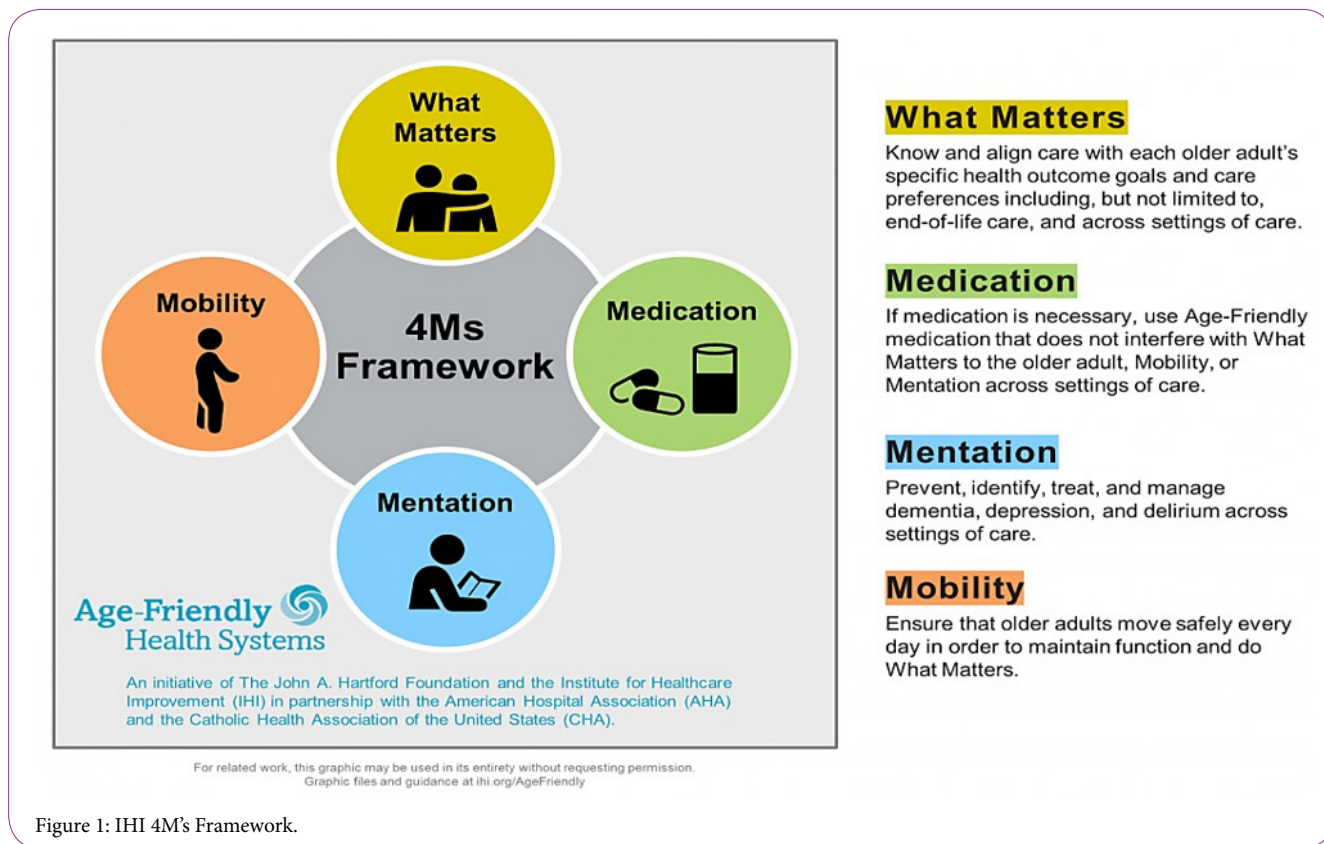 What
Matters
Mobility
4Ms
Framework
Medication
Mentation
Age-Friendly
Health Systems
An initiative of The John A. Hartford Foundation and the Institute for Healthcare
Improvement (IHI) in partnership with the American Hospital Association (AHA)
and the Catholic Health Association of the United States (CHA).
For related work, this graphic may be used in its entirety without requesting permission.
Graphic files and guidance at ihi.org/AgeFriendly
What Matters
Know and align care with each older adult's
specific health outcome goals and care
preferences including, but not limited to,
end-of-life care, and across settings of care.
Medication
If medication is necessary, use Age-Friendly
medication that does not interfere with What
Matters to the older adult, Mobility, or
Mentation across settings of care.
Mentation
Prevent, identify, treat, and manage
dementia, depression, and delirium across
settings of care.
Mobility
Ensure that older adults move safely every
day in order to maintain function and do
What Matters.
Figure 1: IHI 4M's Framework.